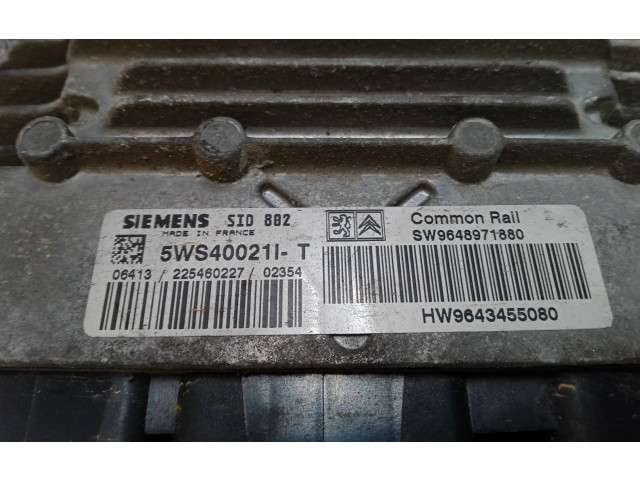 SIEMENS SID 802
MADE IN FRANCE
5WS40021I- T
06413 / 225460227 / 02354
Common Rail
SW9648971880
HW9643455080